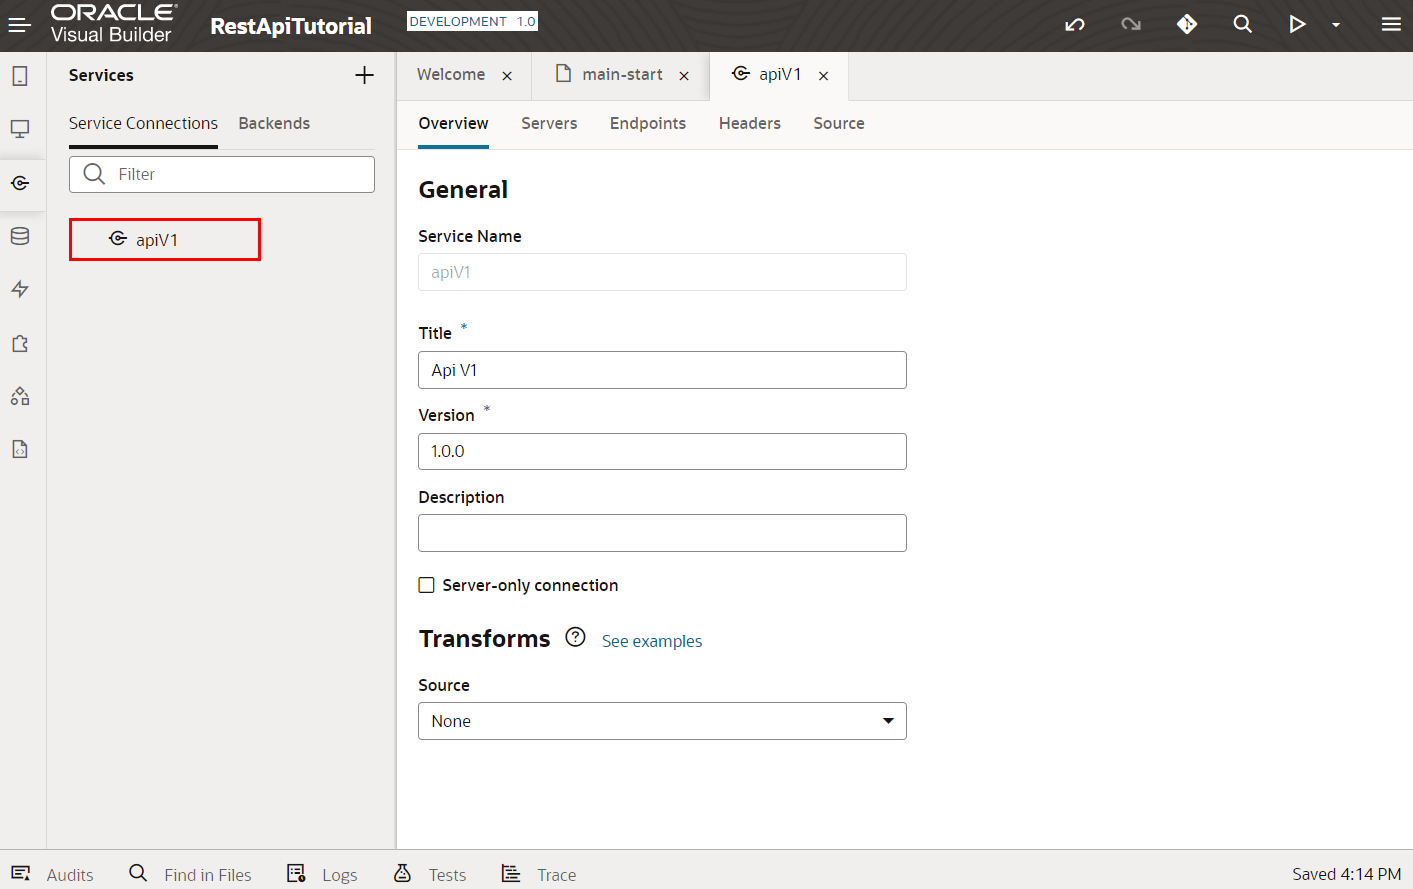 ORACLE®
Visual Builder
RestApiTutorial
DEVELOPMENT 1.0
Services
Service Connections Backends
Filter
apiV1
Welcome
main-start
apiV1
Overview Servers Endpoints Headers Source
General
Service Name
apiV1
Title *
Api V1
Version *
1.0.0
Description
Server-only connection
Transforms ? See examples
Source
None
Audits Find in Files Logs Tests Trace
Saved 4:14 PM